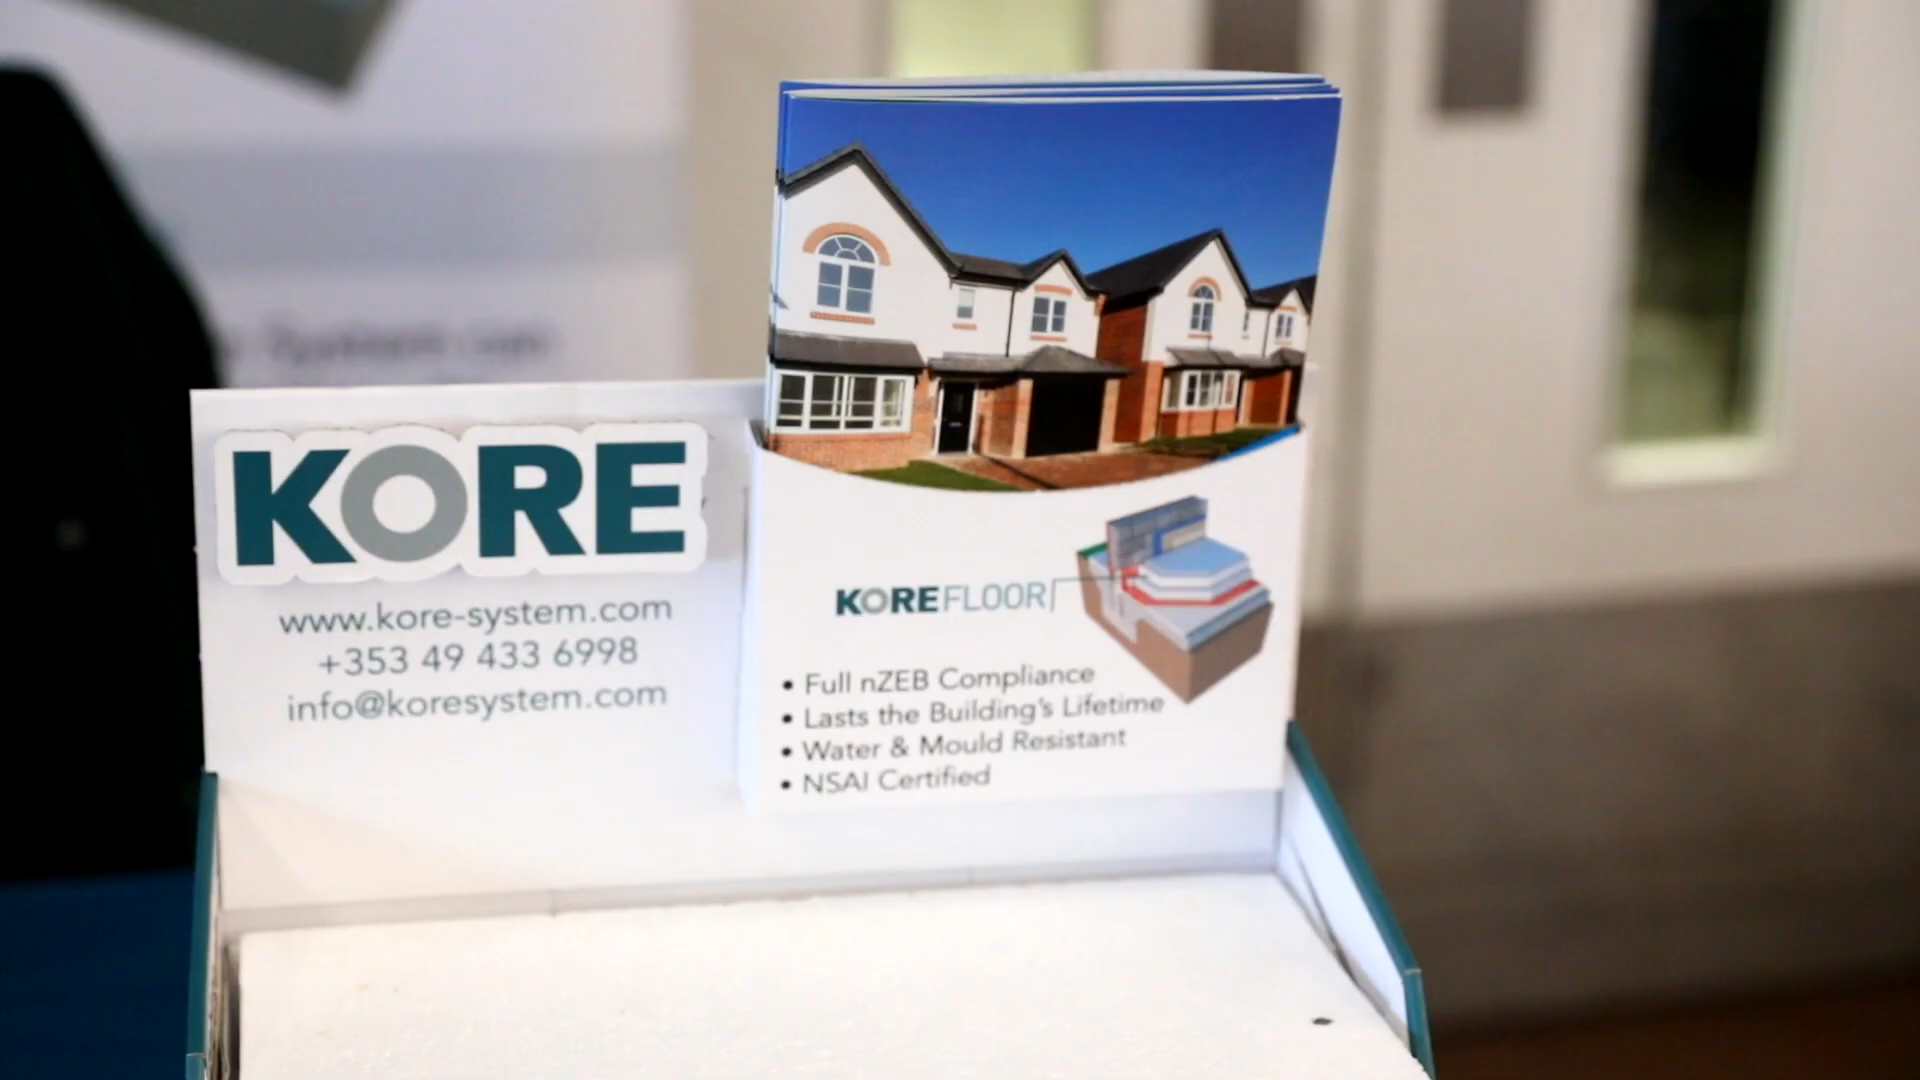 KORE
www.kore-system.com
+353 49 433 6998
info@koresystem.com
KOREFLOOR
• Full nZEB Compliance
• Lasts the Building's Lifetime
• Water & Mould Resistant
• NSAI Certified